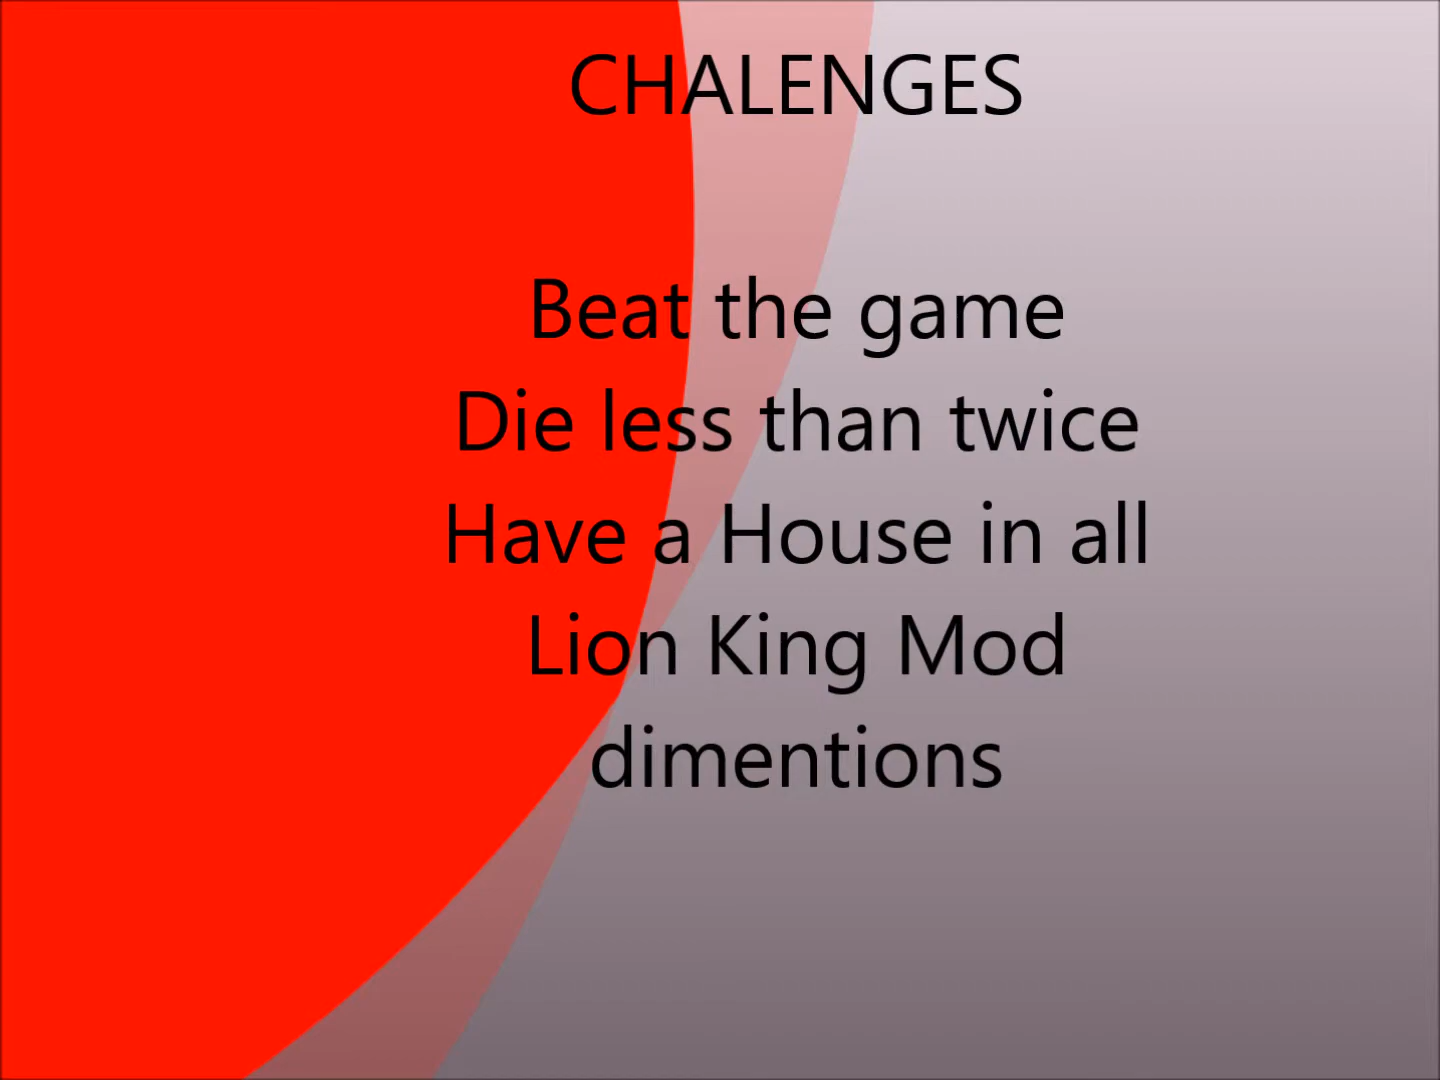 CHALENGES
Beat the game
Die less than twice
Have a House in all
Lion King Mod
dimentions